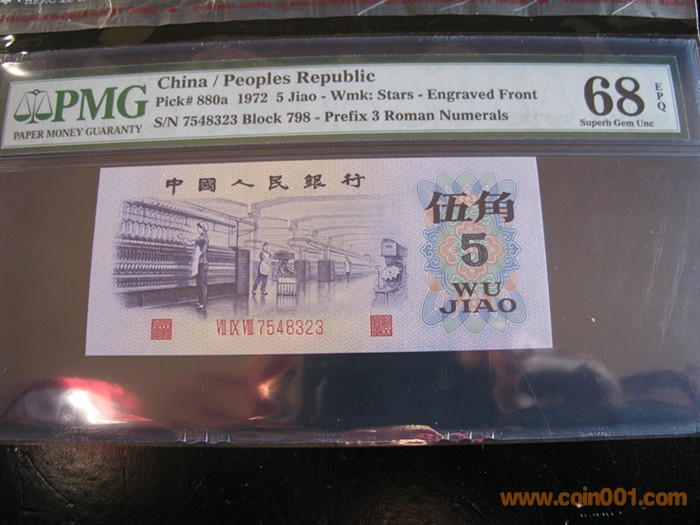 PMG
PAPER MONEY GUARANTY
China / Peoples Republic
Pick# 880a 1972 5 Jiao - Wmk: Stars - Engraved Front
S/N 7548323 Block 798 - Prefix 3 Roman Numerals
68 EPQ
Superb Gem Unc
中國人民銀行
伍角
5
WU
JIAO
VII IX VIII 7548323
www.coin001.com